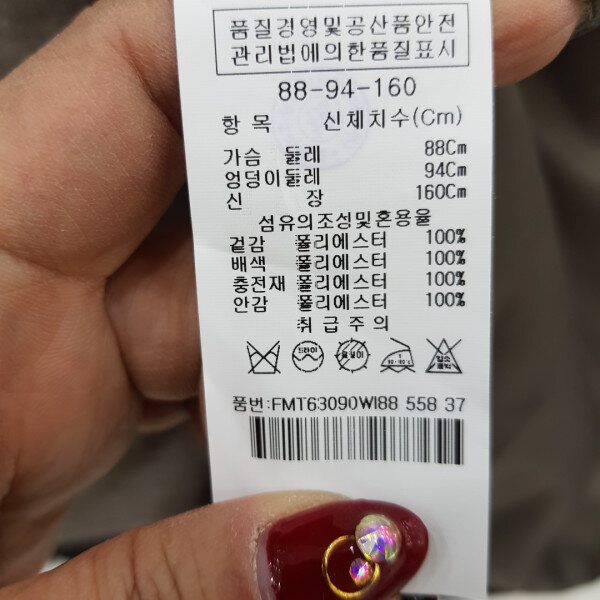 품질경영및공산품안전
관리법에의한품질표시
88-94-160
항 목 신체치수(Cm)
가슴 둘레 88Cm
엉덩이둘레 94Cm
신 장 160Cm
섬유의조성및혼용율
겉감 폴리에스터 100%
배색 폴리에스터 100%
충전재 폴리에스터 100%
안감 폴리에스터 100%
취급주의
드라이
품번:FMT63090WI88 558 37